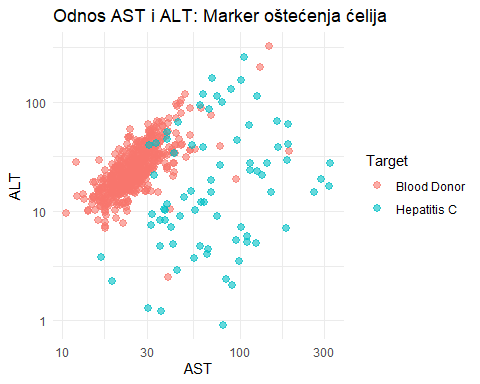 Odnos AST i ALT: Marker oštećenja ćelija
100
10
1
ALT
10
30
100
300
AST
Target
Blood Donor
Hepatitis C